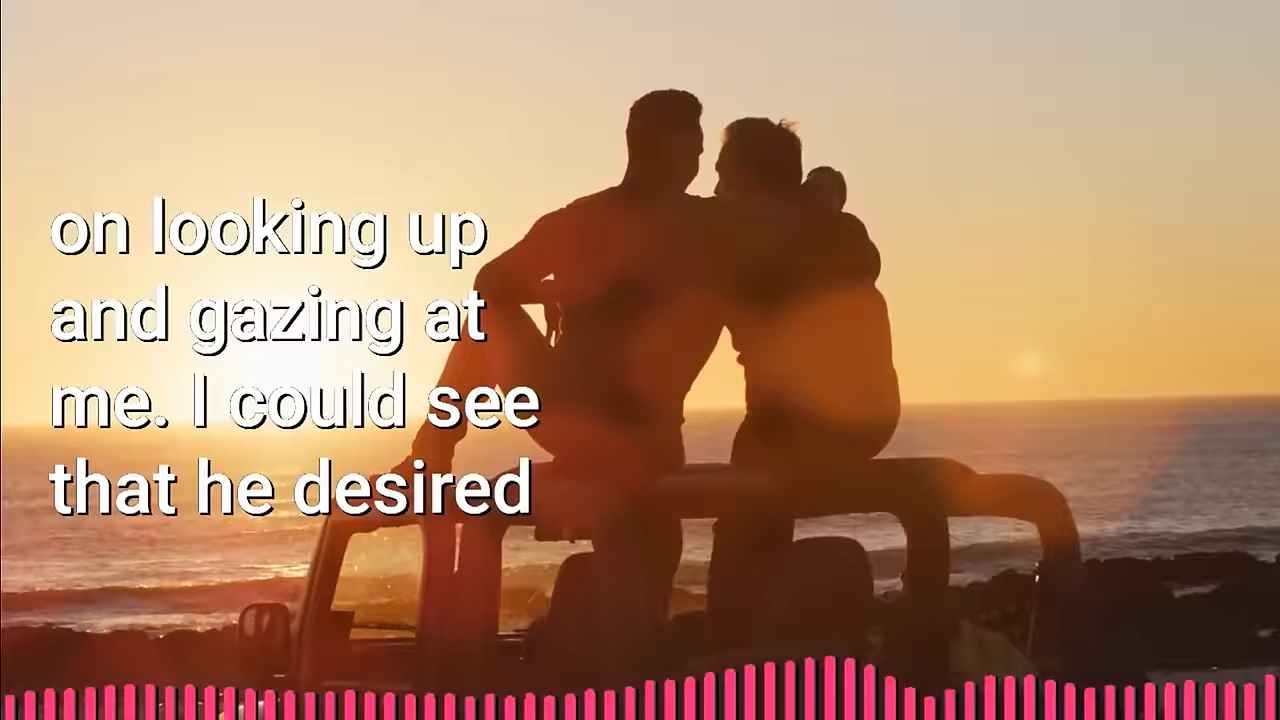 on looking up
and gazing at
me. I could see
that he desired